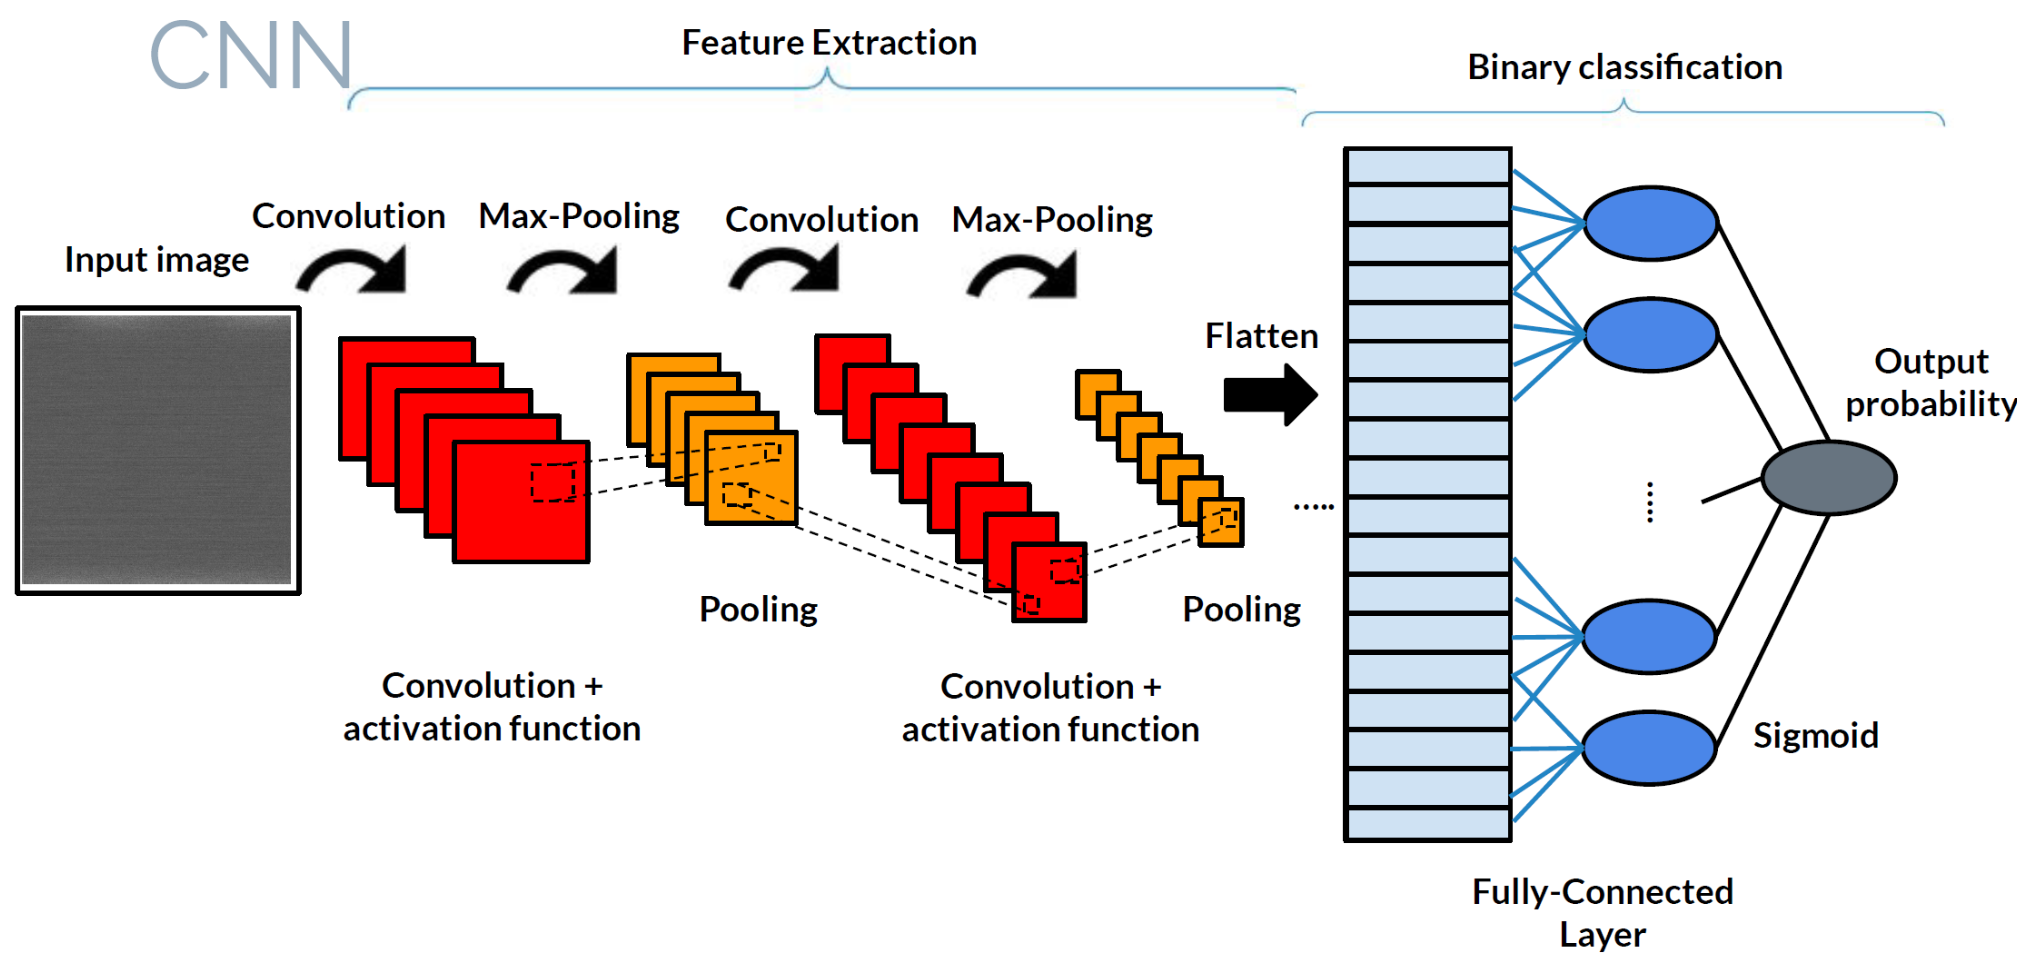 CNN
Feature Extraction
Binary classification
Convolution
Max-Pooling
Convolution
Max-Pooling
Input image
Flatten
Output
probability
.....
.....
Pooling
Pooling
Convolution +
activation function
Convolution +
activation function
Sigmoid
Fully-Connected
Layer